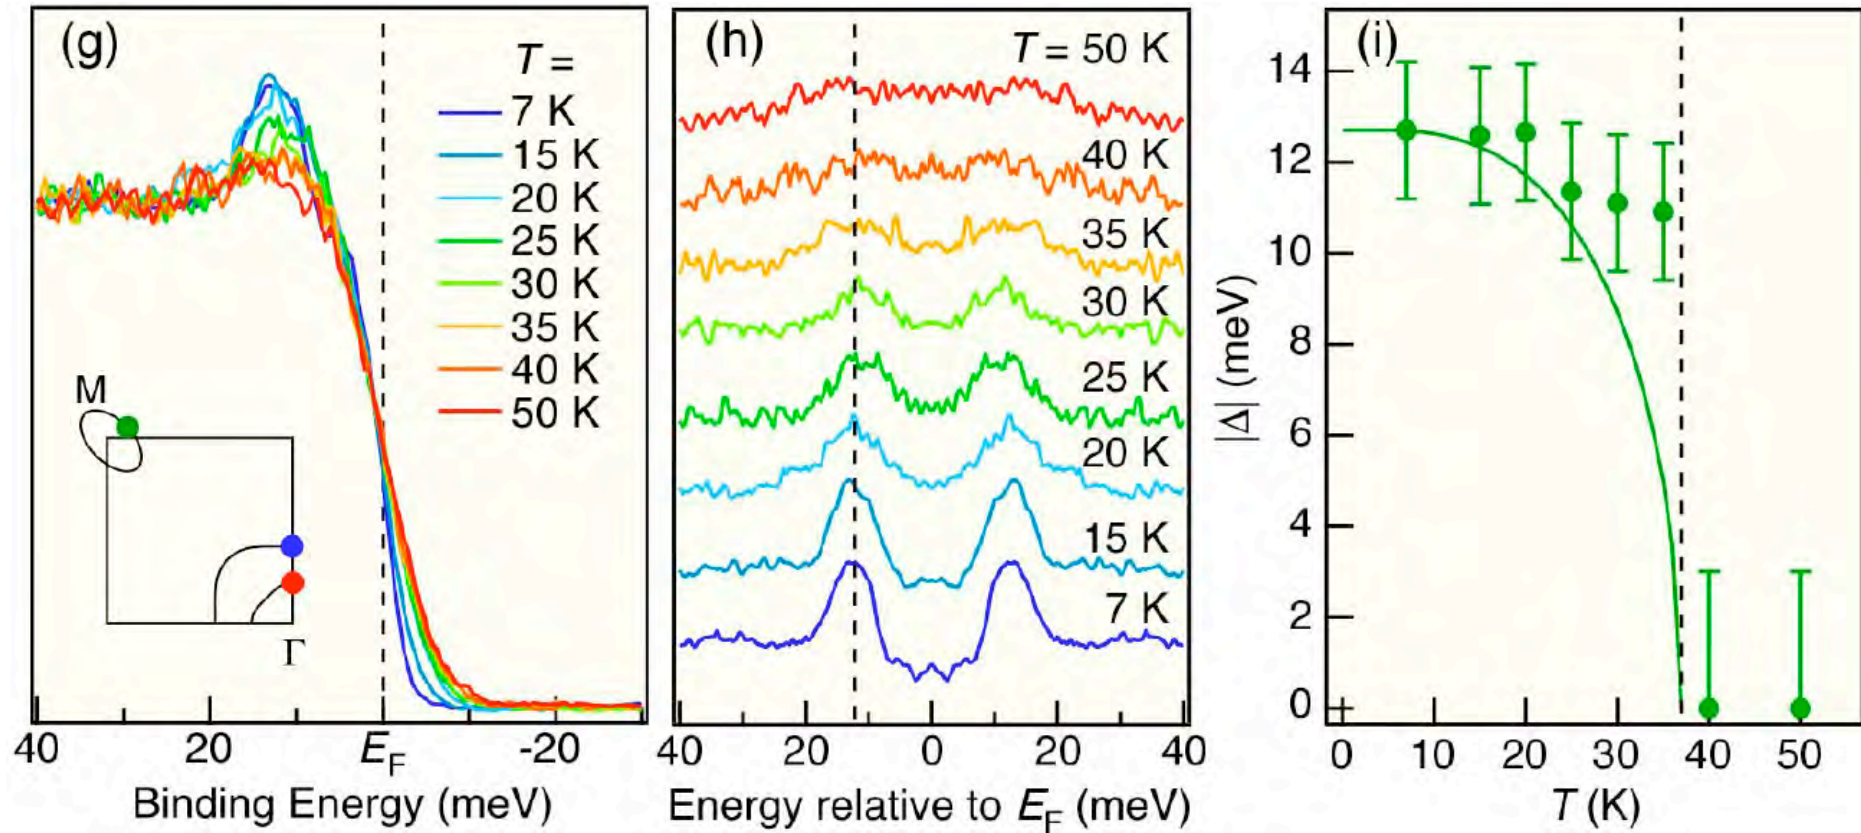 (g)
T =
7 K
15 K
20 K
25 K
30 K
35 K
40 K
50 K
M
Γ
40 20 E_F -20
Binding Energy (meV)
(h)
T = 50 K
40 K
35 K
30 K
25 K
20 K
15 K
7 K
40 20 0 20 40
Energy relative to E_F (meV)
(i)
14
12
10
8
6
4
2
0
|Δ| (meV)
0 10 20 30 40 50
T (K)